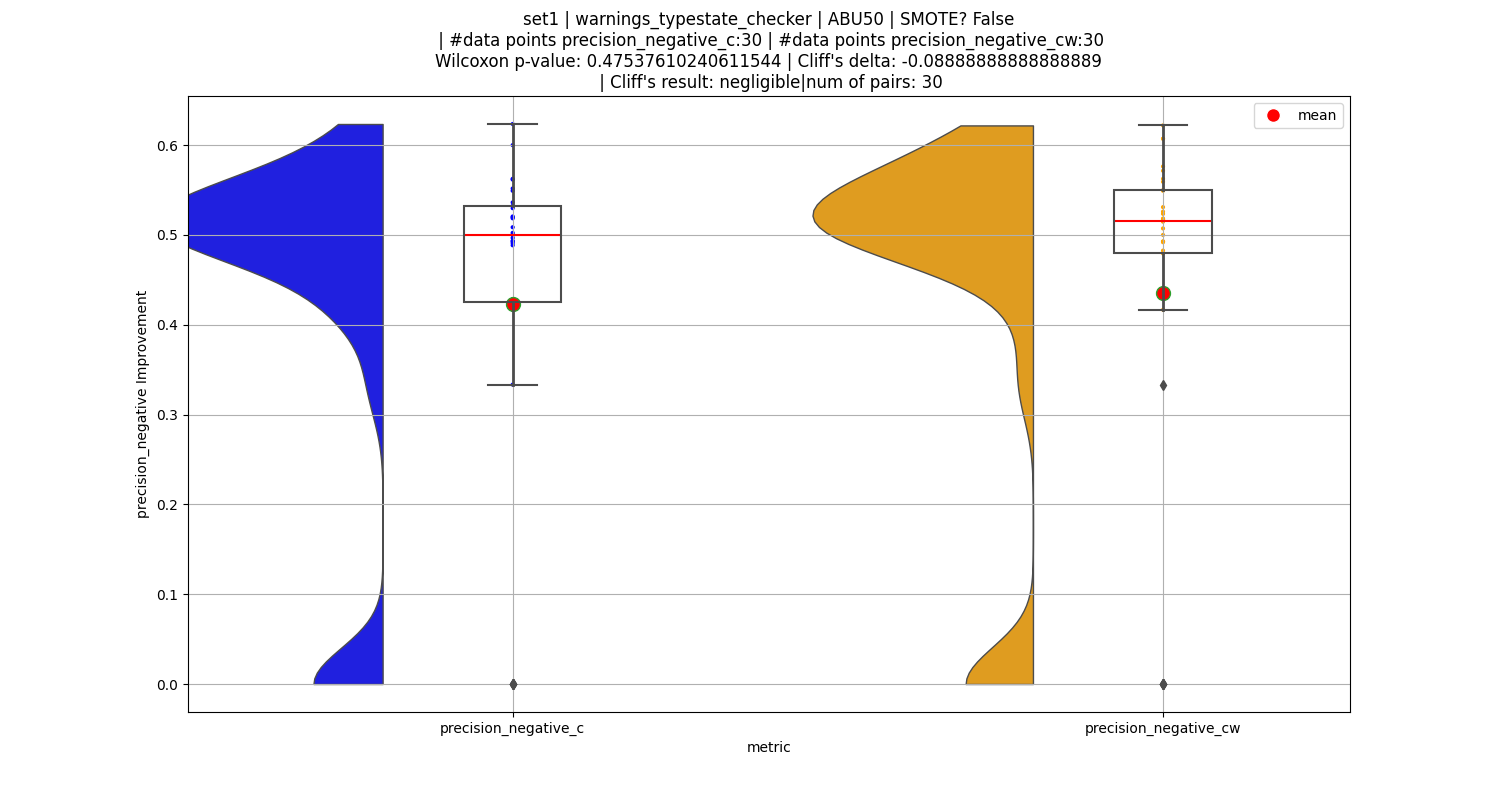 set1 | warnings_typestate_checker | ABU50 | SMOTE? False
| #data points precision_negative_c:30 | #data points precision_negative_cw:30
Wilcoxon p-value: 0.47537610240611544 | Cliff's delta: -0.08888888888888889
| Cliff's result: negligible|num of pairs: 30
mean
0.6
0.5
0.4
0.3
0.2
0.1
0.0
precision_negative Improvement
precision_negative_c
precision_negative_cw
metric